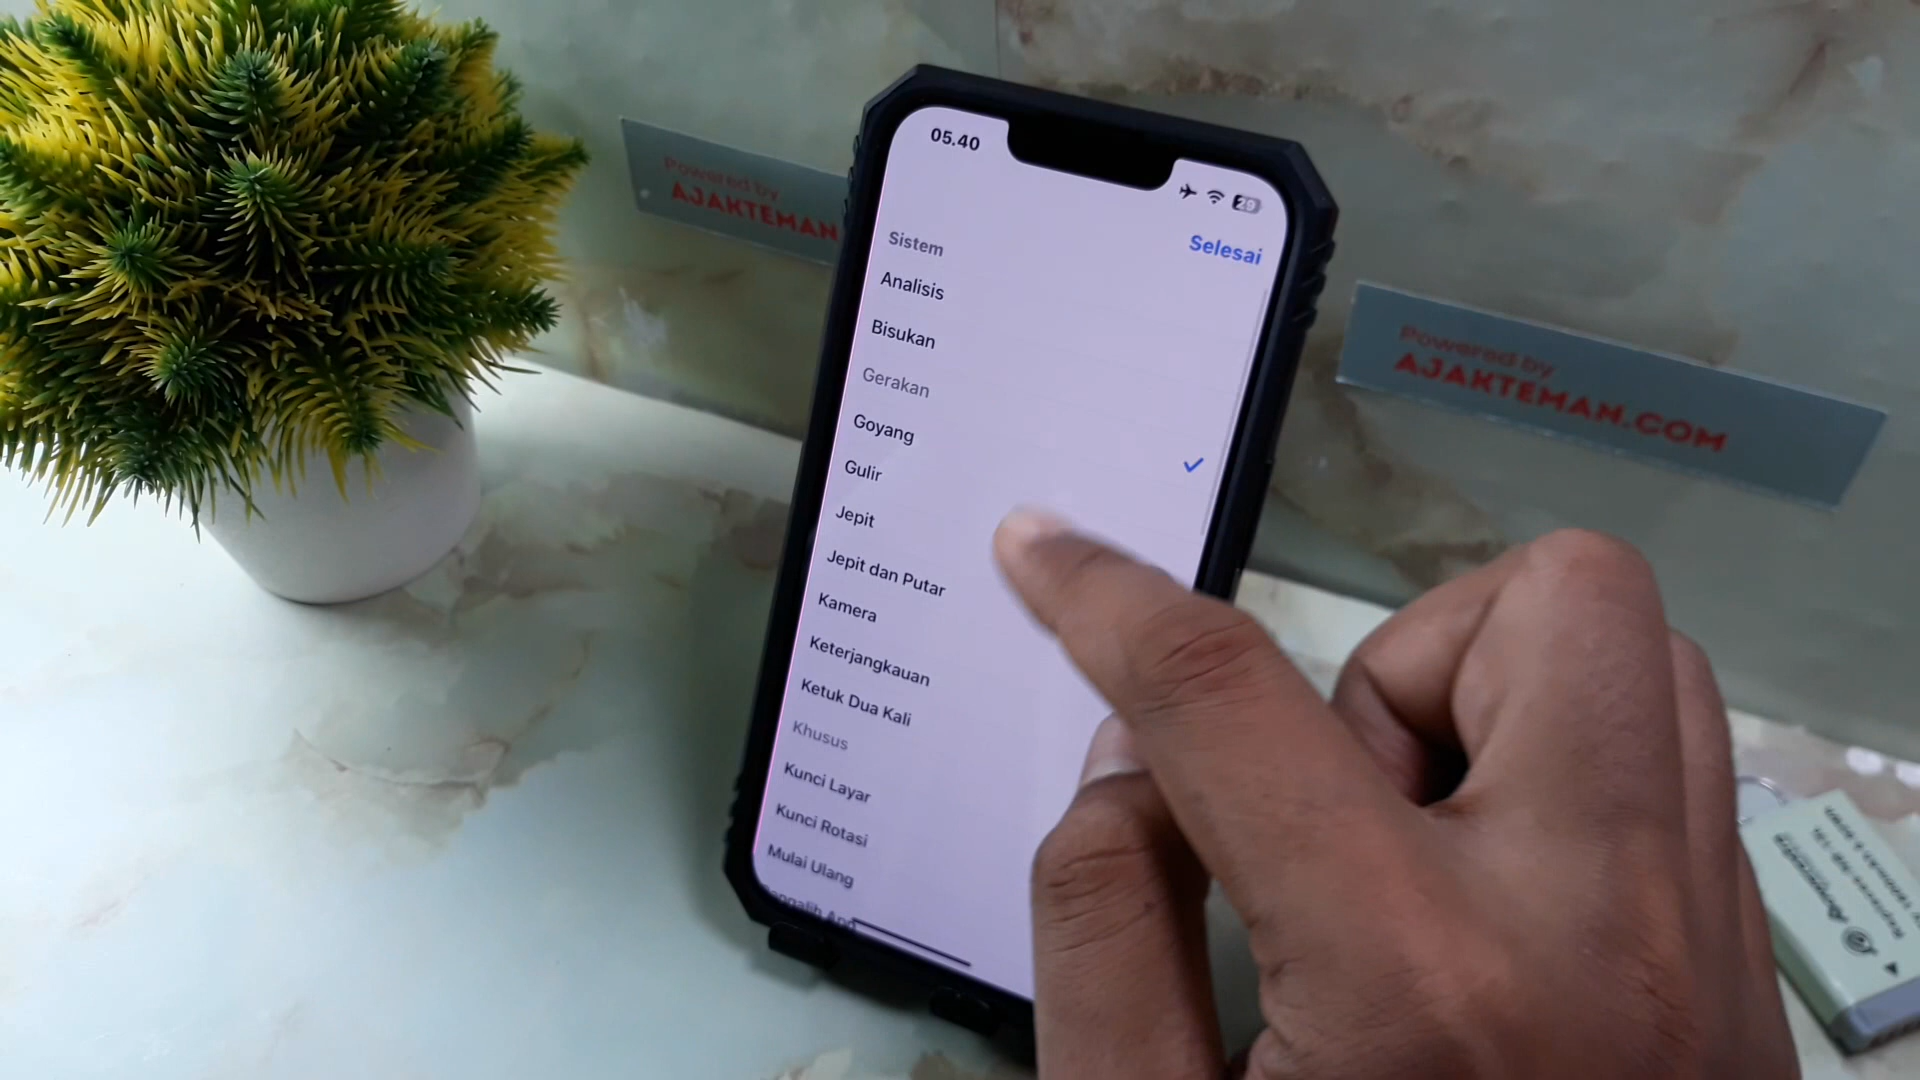 05.40
29
Selesai
Sistem
Analisis
Bisukan
Gerakan
Goyang
Gulir
Jepit
Jepit dan Putar
Kamera
Keterjangkauan
Ketuk Dua Kali
Khusus
Kunci Layar
Kunci Rotasi
Mulai Ulang
Powered by
AJAKTEMAN
Powered by
AJAKTEMAN.COM